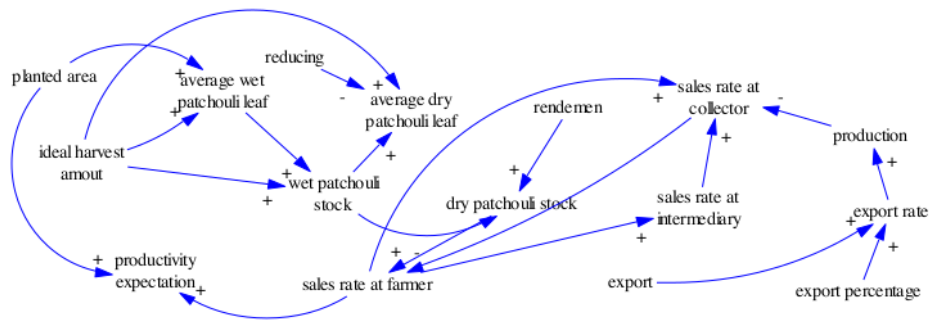 planted area
average wet
patchouli leaf
reducing
average dry
patchouli leaf
ideal harvest
amout
wet patchouli
stock
rendemen
dry patchouli stock
sales rate at
collector
production
sales rate at
intermediary
export rate
productivity
expectation
sales rate at farmer
export
export percentage
+
+
+
-
+
+
+
+
+
+
-
+
+
+
-
+
+
+
+
+